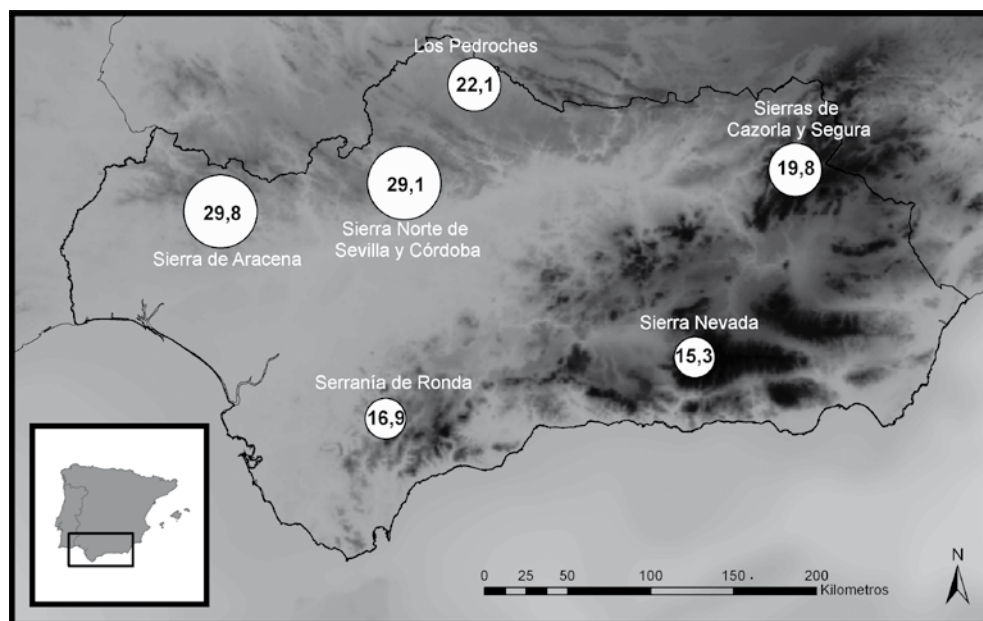 Los Pedroches
22,1
Sierras de
Cazorla y Segura
19,8
29,1
29,8
Sierra Norte de
Sevilla y Córdoba
Sierra de Aracena
Sierra Nevada
15,3
Serranía de Ronda
16,9
N
0 25 50 100 150 200
Kilometros